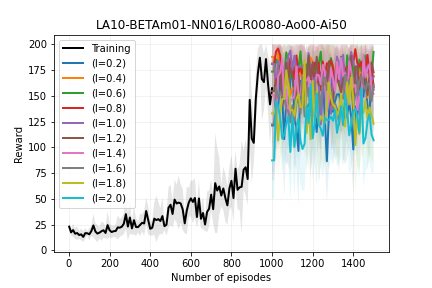 LA10-BETAm01-NN016/LR0080-Ao00-Ai50
200
175
150
125
100
75
50
25
0
Reward
Training
(l=0.2)
(l=0.4)
(l=0.6)
(l=0.8)
(l=1.0)
(l=1.2)
(l=1.4)
(l=1.6)
(l=1.8)
(l=2.0)
0 200 400 600 800 1000 1200 1400
Number of episodes